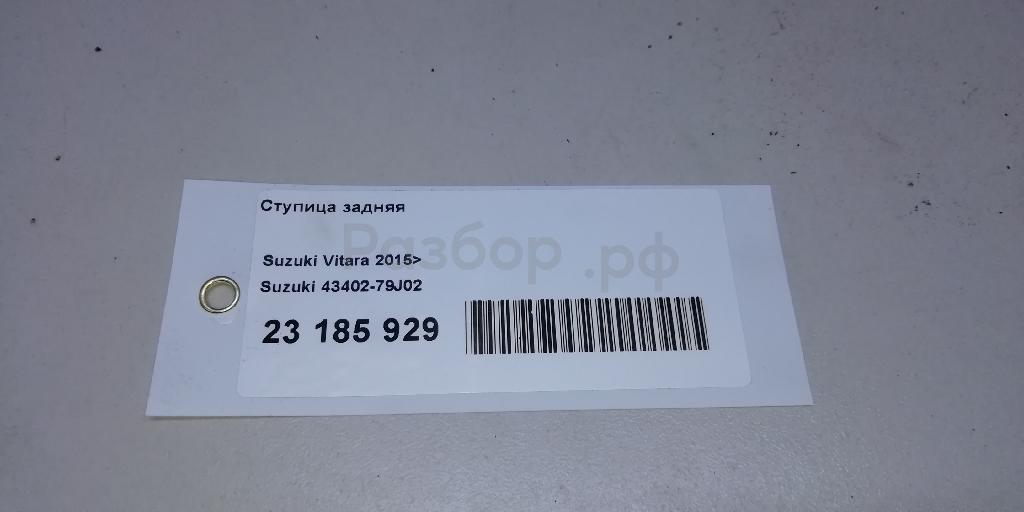 Ступица задняя
Разбор.рф
Suzuki Vitara 2015>
Suzuki 43402-79J02
23 185 929